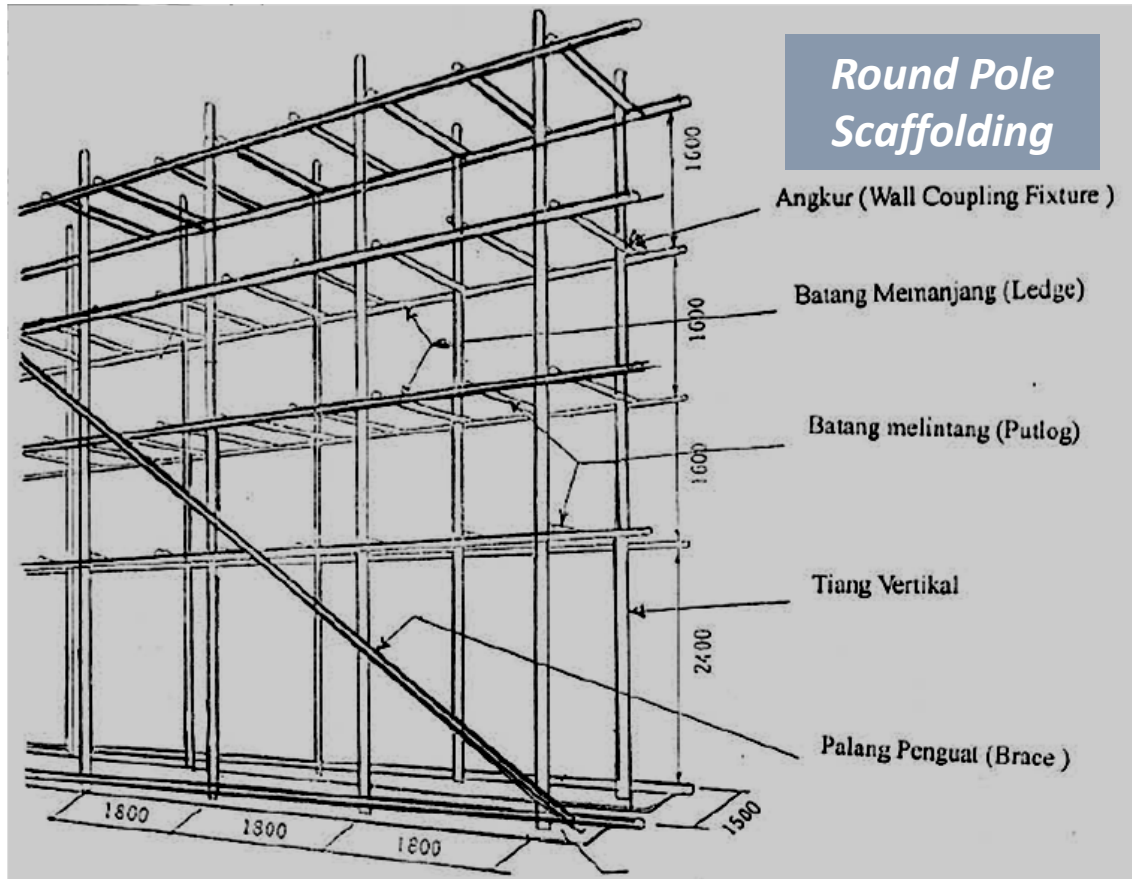 Round Pole
Scaffolding
Angkur (Wall Coupling Fixture )
Batang Memanjang (Ledge)
Batang melintang (Putlog)
Tiang Vertikal
Palang Penguat (Brace )
1600
1600
1600
2400
1500
1800
1800
1800